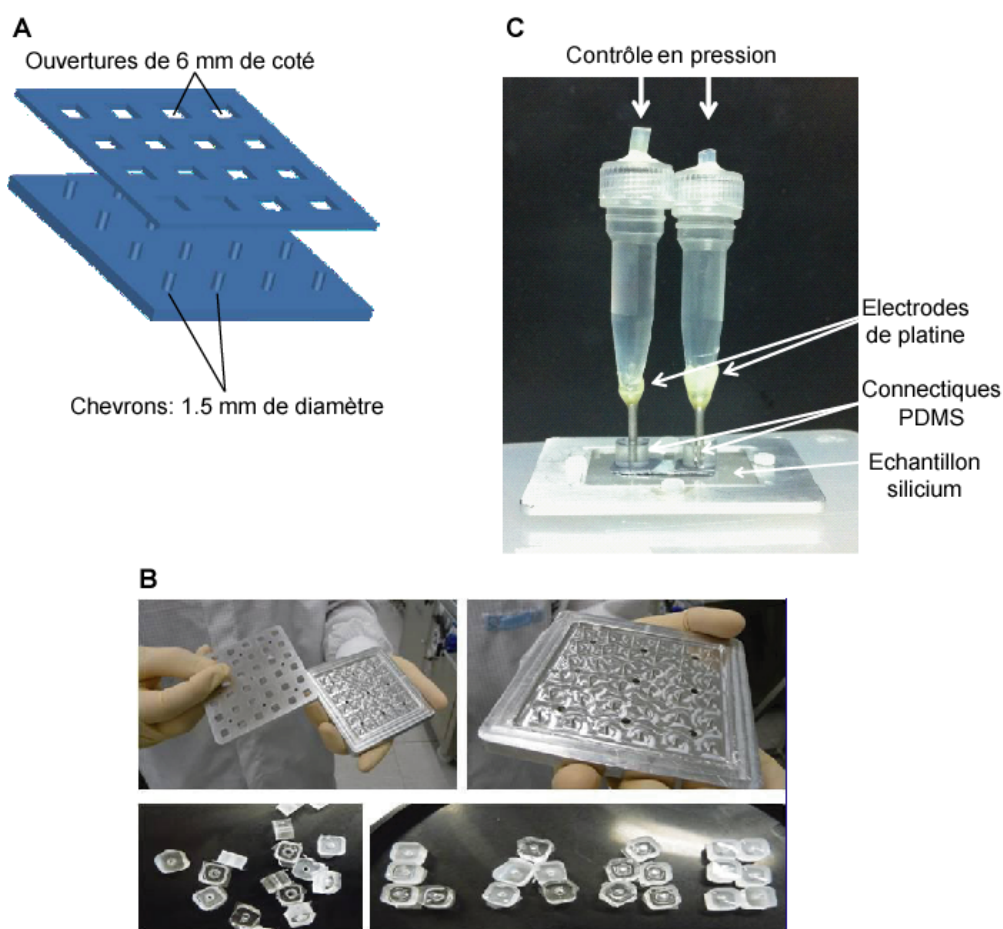 A
Ouvertures de 6 mm de coté
Chevrons: 1.5 mm de diamètre
C
Contrôle en pression
Electrodes
de platine
Connectiques
PDMS
Echantillon
silicium
B